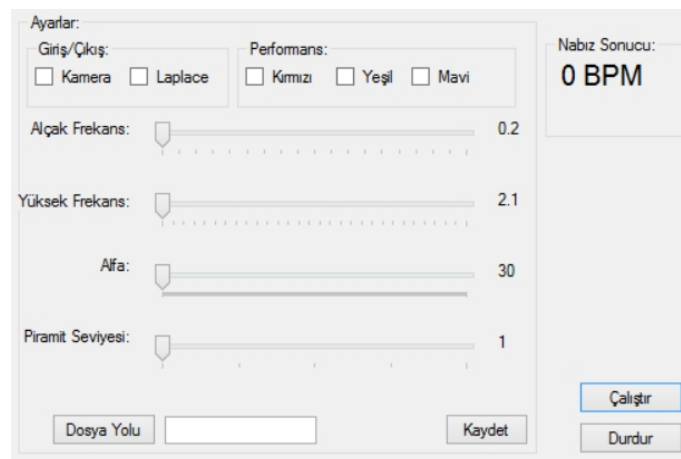 Ayarlar:
Giriş/Çıkış:
Kamera Laplace
Performans:
Kırmızı Yeşil Mavi
Nabız Sonucu:
0 BPM
Alçak Frekans: 0.2
Yüksek Frekans: 2.1
Alfa: 30
Piramit Seviyesi: 1
Dosya Yolu Kaydet
Çalıştır
Durdur